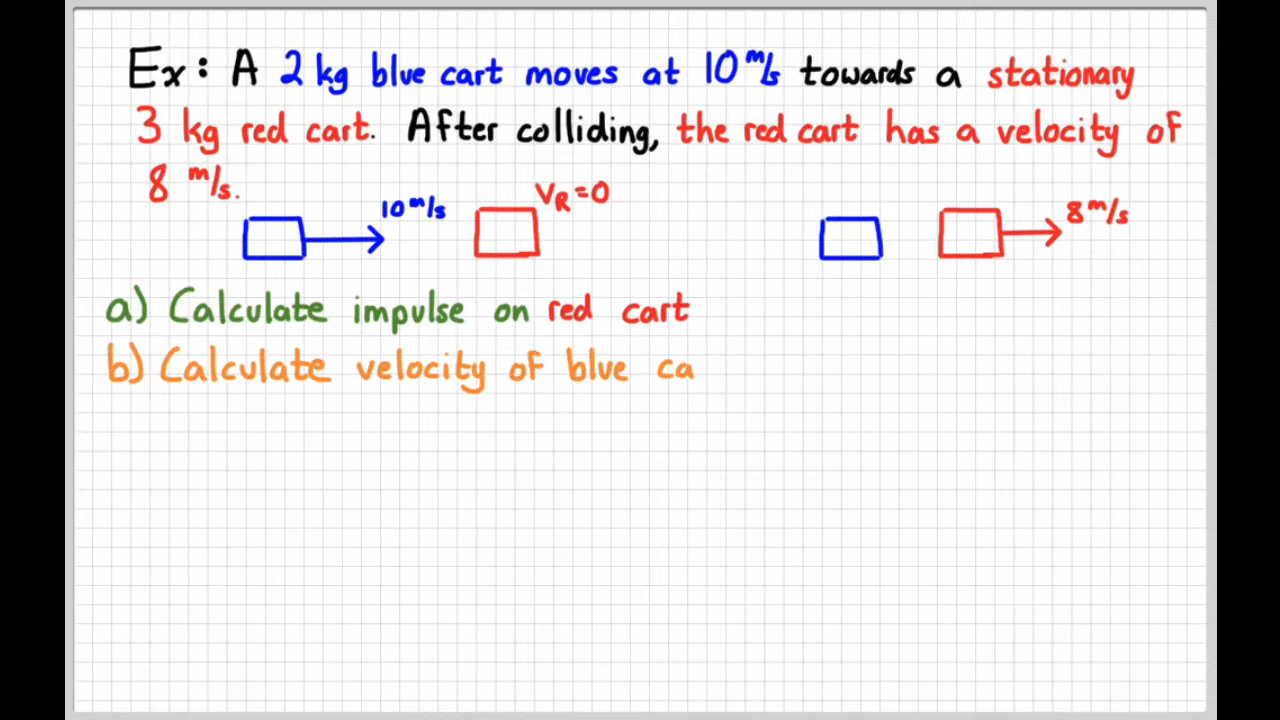 Ex: A 2 kg blue cart moves at 10 m/s towards a stationary
3 kg red cart. After colliding, the red cart has a velocity of
8 m/s.
10 m/s VR=0 8 m/s
a) Calculate impulse on red cart
b) Calculate velocity of blue ca